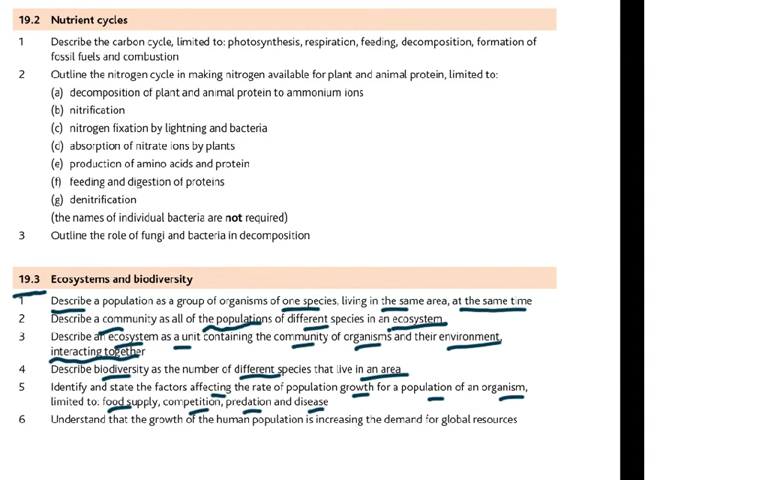 19.2 Nutrient cycles
1 Describe the carbon cycle, limited to: photosynthesis, respiration, feeding, decomposition, formation of
fossil fuels and combustion
2 Outline the nitrogen cycle in making nitrogen available for plant and animal protein, limited to:
(a) decomposition of plant and animal protein to ammonium ions
(b) nitrification
(c) nitrogen fixation by lightning and bacteria
(d) absorption of nitrate ions by plants
(e) production of amino acids and protein
(f) feeding and digestion of proteins
(g) denitrification
(the names of individual bacteria are not required)
3 Outline the role of fungi and bacteria in decomposition
19.3 Ecosystems and biodiversity
1 Describe a population as a group of organisms of one species, living in the same area, at the same time
2 Describe a community as all of the populations of different species in an ecosystem
3 Describe an ecosystem as a unit containing the community of organisms and their environment,
interacting together
4 Describe biodiversity as the number of different species that live in an area
5 Identify and state the factors affecting the rate of population growth for a population of an organism,
limited to: food supply, competition, predation and disease
6 Understand that the growth of the human population is increasing the demand for global resources